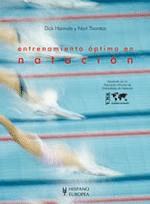 Dick Hannula y Nort Thornton
entrenamiento óptimo en
natación
HISPANO
EUROPEA